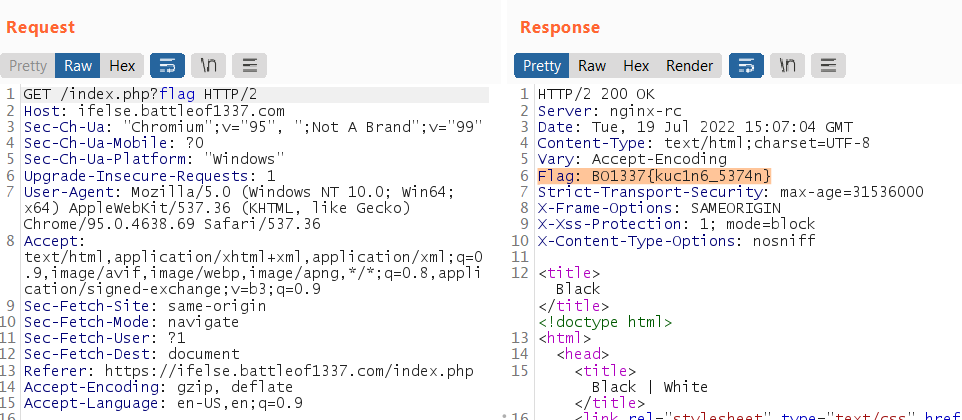 Request
Pretty Raw Hex \n
1 GET /index.php?flag HTTP/2
2 Host: ifelse.battleof1337.com
3 Sec-Ch-Ua: "Chromium";v="95", ";Not A Brand";v="99"
4 Sec-Ch-Ua-Mobile: ?0
5 Sec-Ch-Ua-Platform: "Windows"
6 Upgrade-Insecure-Requests: 1
7 User-Agent: Mozilla/5.0 (Windows NT 10.0; Win64;
x64) AppleWebKit/537.36 (KHTML, like Gecko)
Chrome/95.0.4638.69 Safari/537.36
8 Accept:
text/html,application/xhtml+xml,application/xml;q=0
.9,image/avif,image/webp,image/apng,*/*;q=0.8,appli
cation/signed-exchange;v=b3;q=0.9
9 Sec-Fetch-Site: same-origin
10 Sec-Fetch-Mode: navigate
11 Sec-Fetch-User: ?1
12 Sec-Fetch-Dest: document
13 Referer: https://ifelse.battleof1337.com/index.php
14 Accept-Encoding: gzip, deflate
15 Accept-Language: en-US,en;q=0.9
Response
Pretty Raw Hex Render \n
1 HTTP/2 200 OK
2 Server: nginx-rc
3 Date: Tue, 19 Jul 2022 15:07:04 GMT
4 Content-Type: text/html;charset=UTF-8
5 Vary: Accept-Encoding
6 Flag: BO1337{kuc1n6_5374n}
7 Strict-Transport-Security: max-age=31536000
8 X-Frame-Options: SAMEORIGIN
9 X-Xss-Protection: 1; mode=block
10 X-Content-Type-Options: nosniff
11
12 <title>
Black
</title>
<!doctype html>
13 <html>
14 <head>
15 <title>
Black | White
</title>
16 <link rel="stylesheet" type="text/css" href